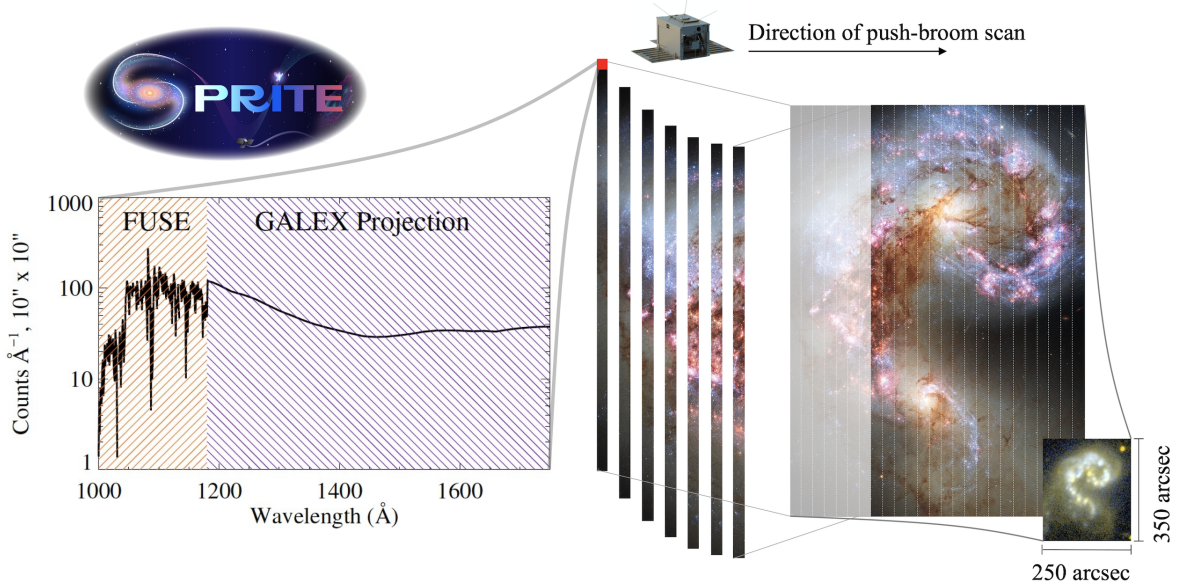 SPRITE
Direction of push-broom scan
FUSE
GALEX Projection
Counts Å⁻¹, 10" x 10"
1000
100
10
1
1000
1200
1400
1600
Wavelength (Å)
350 arcsec
250 arcsec